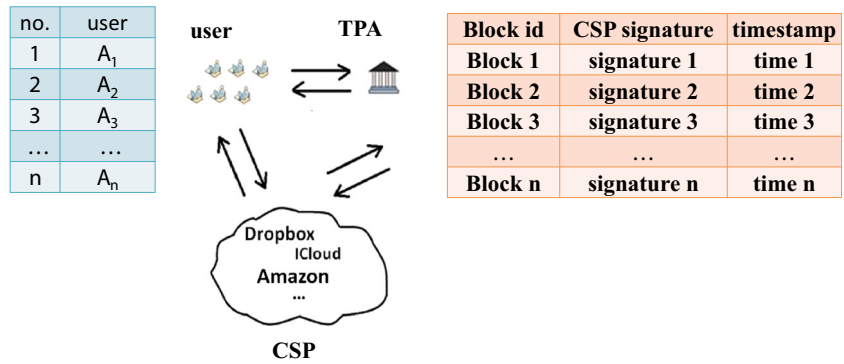 no. user
1 A1
2 A2
3 A3
... ...
n An
user TPA
Dropbox
ICloud
Amazon
...
CSP
Block id CSP signature timestamp
Block 1 signature 1 time 1
Block 2 signature 2 time 2
Block 3 signature 3 time 3
... ... ...
Block n signature n time n